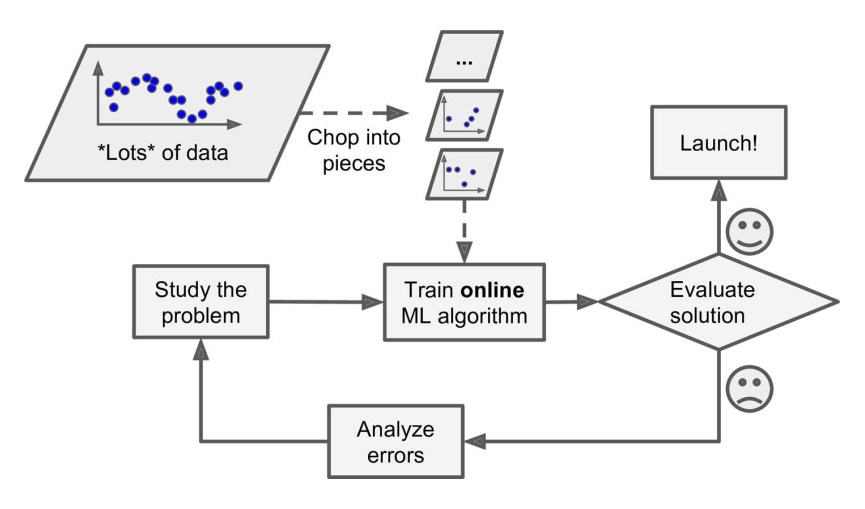 *Lots* of data
Chop into
pieces
...
Launch!
Study the
problem
Train online
ML algorithm
Evaluate
solution
Analyze
errors